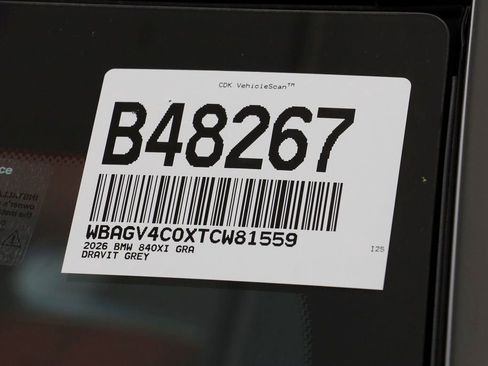 CDK VehicleScan™
B48267
WBAGV4C0XTCW81559
2026 BMW 840XI GRA
DRAVIT GREY
I25